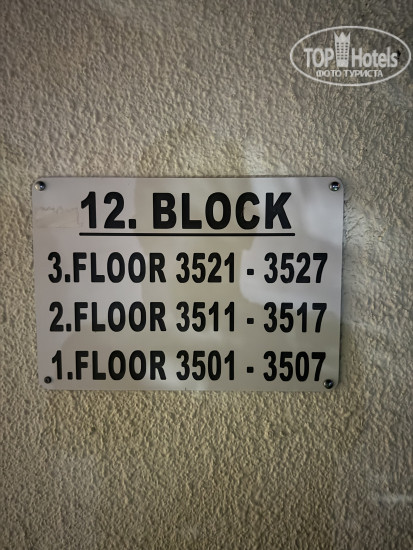 TOP Hotels
ФОТО ТУРИСТА
12. BLOCK
3.FLOOR 3521 - 3527
2.FLOOR 3511 - 3517
1.FLOOR 3501 - 3507